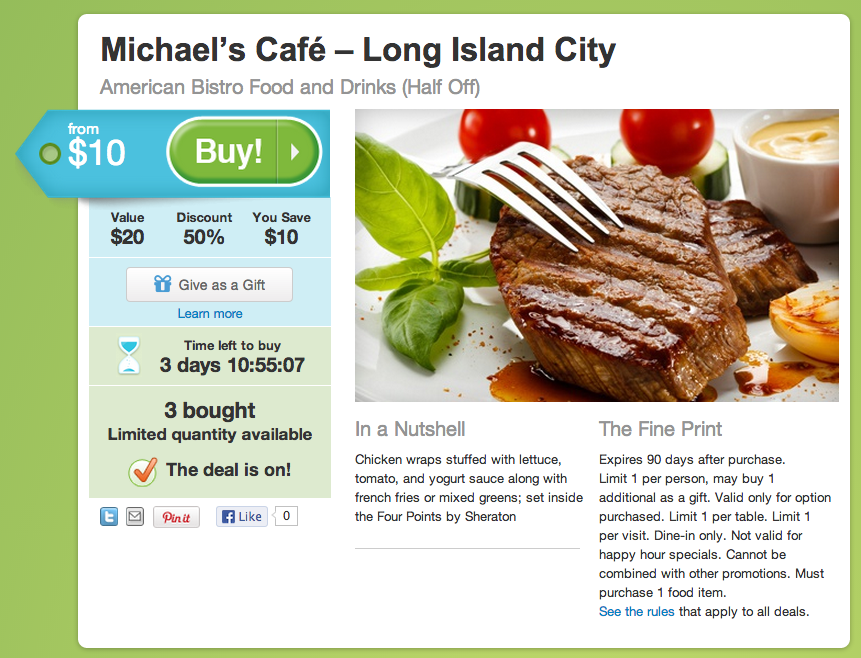 Michael's Café – Long Island City
American Bistro Food and Drinks (Half Off)
from
$10
Buy!
Value
$20
Discount
50%
You Save
$10
Give as a Gift
Learn more
Time left to buy
3 days 10:55:07
3 bought
Limited quantity available
The deal is on!
t
Pin it
f Like
0
In a Nutshell
Chicken wraps stuffed with lettuce,
tomato, and yogurt sauce along with
french fries or mixed greens; set inside
the Four Points by Sheraton
The Fine Print
Expires 90 days after purchase.
Limit 1 per person, may buy 1
additional as a gift. Valid only for option
purchased. Limit 1 per table. Limit 1
per visit. Dine-in only. Not valid for
happy hour specials. Cannot be
combined with other promotions. Must
purchase 1 food item.
See the rules that apply to all deals.